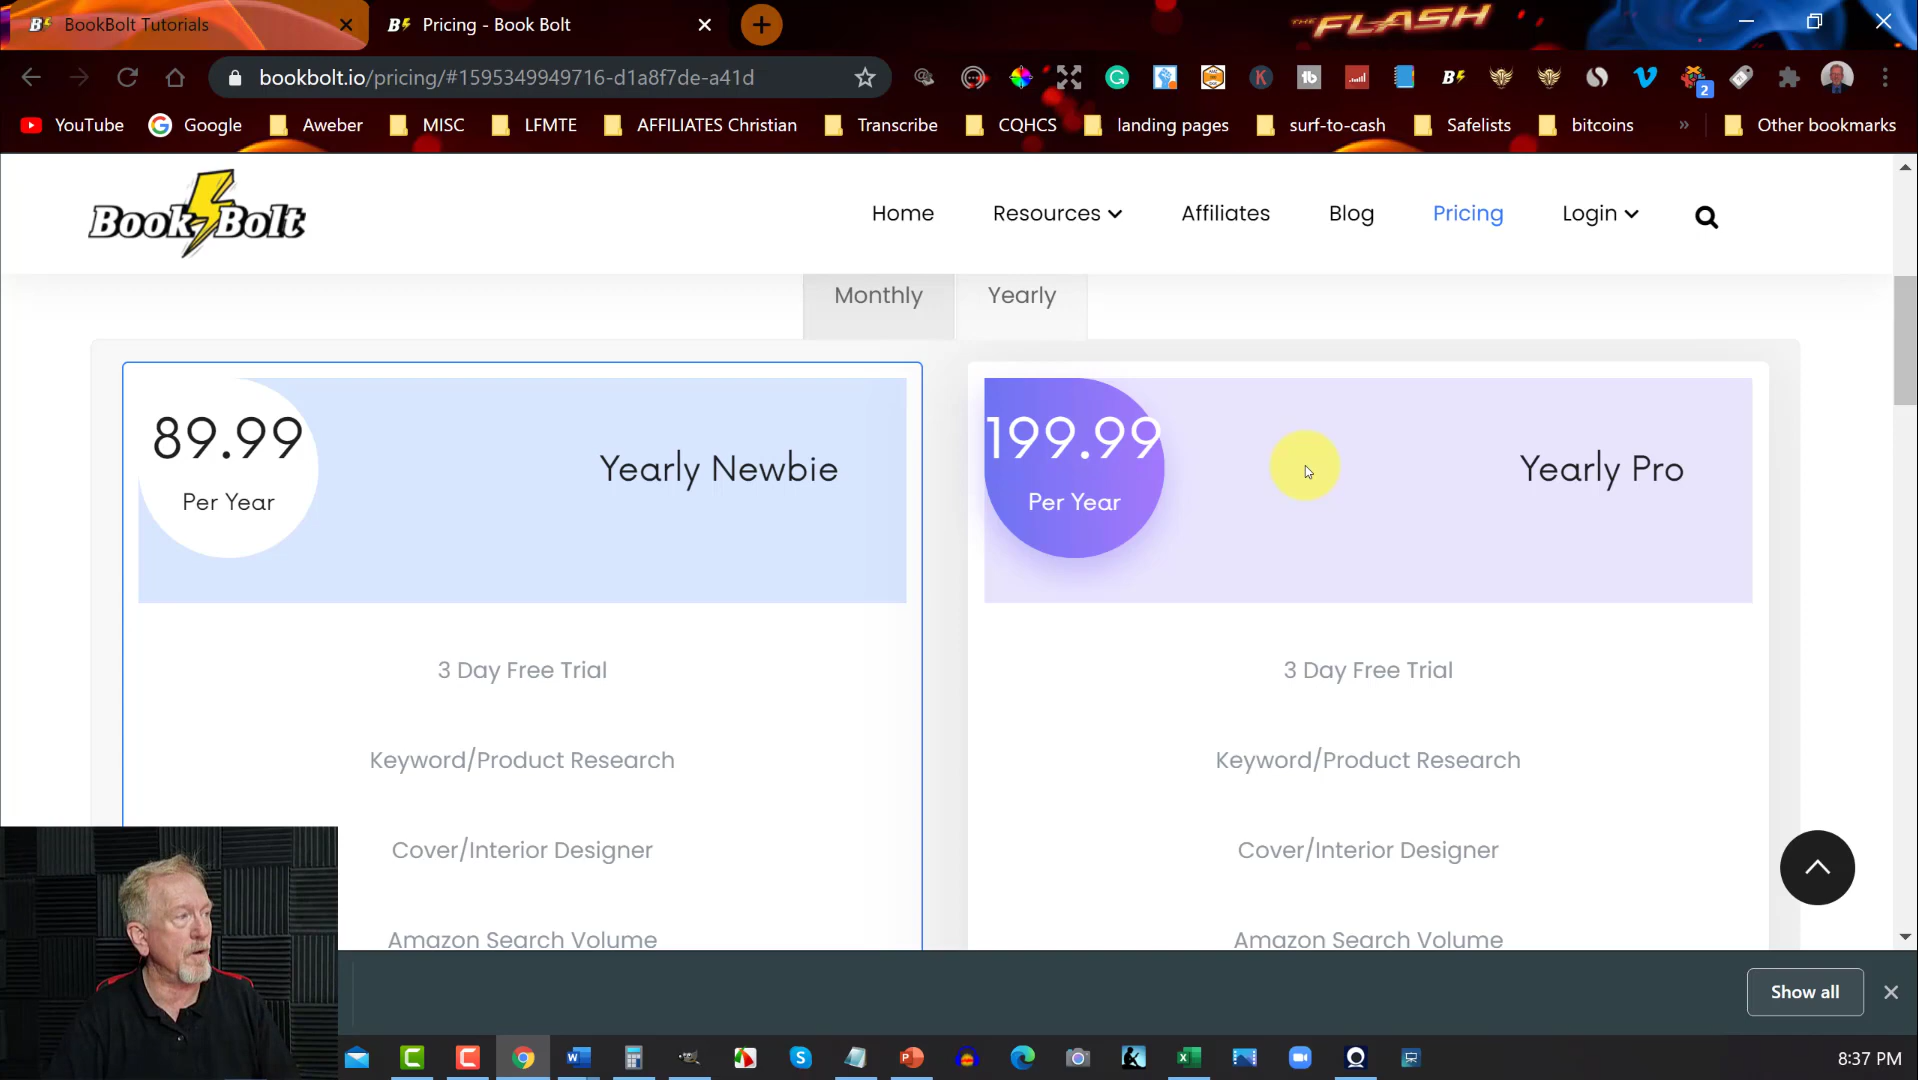 BookBolt Tutorials
Pricing - Book Bolt
THE FLASH
bookbolt.io/pricing/#1595349949716-d1a8f7de-a41d
2
YouTube Google Aweber MISC LFMTE AFFILIATES Christian Transcribe CQHCS landing pages surf-to-cash Safelists bitcoins » Other bookmarks
Book Bolt
Home Resources Affiliates Blog Pricing Login
Monthly Yearly
89.99
Per Year
Yearly Newbie
3 Day Free Trial
Keyword/Product Research
Cover/Interior Designer
Amazon Search Volume
199.99
Per Year
Yearly Pro
3 Day Free Trial
Keyword/Product Research
Cover/Interior Designer
Amazon Search Volume
Show all
8:37 PM